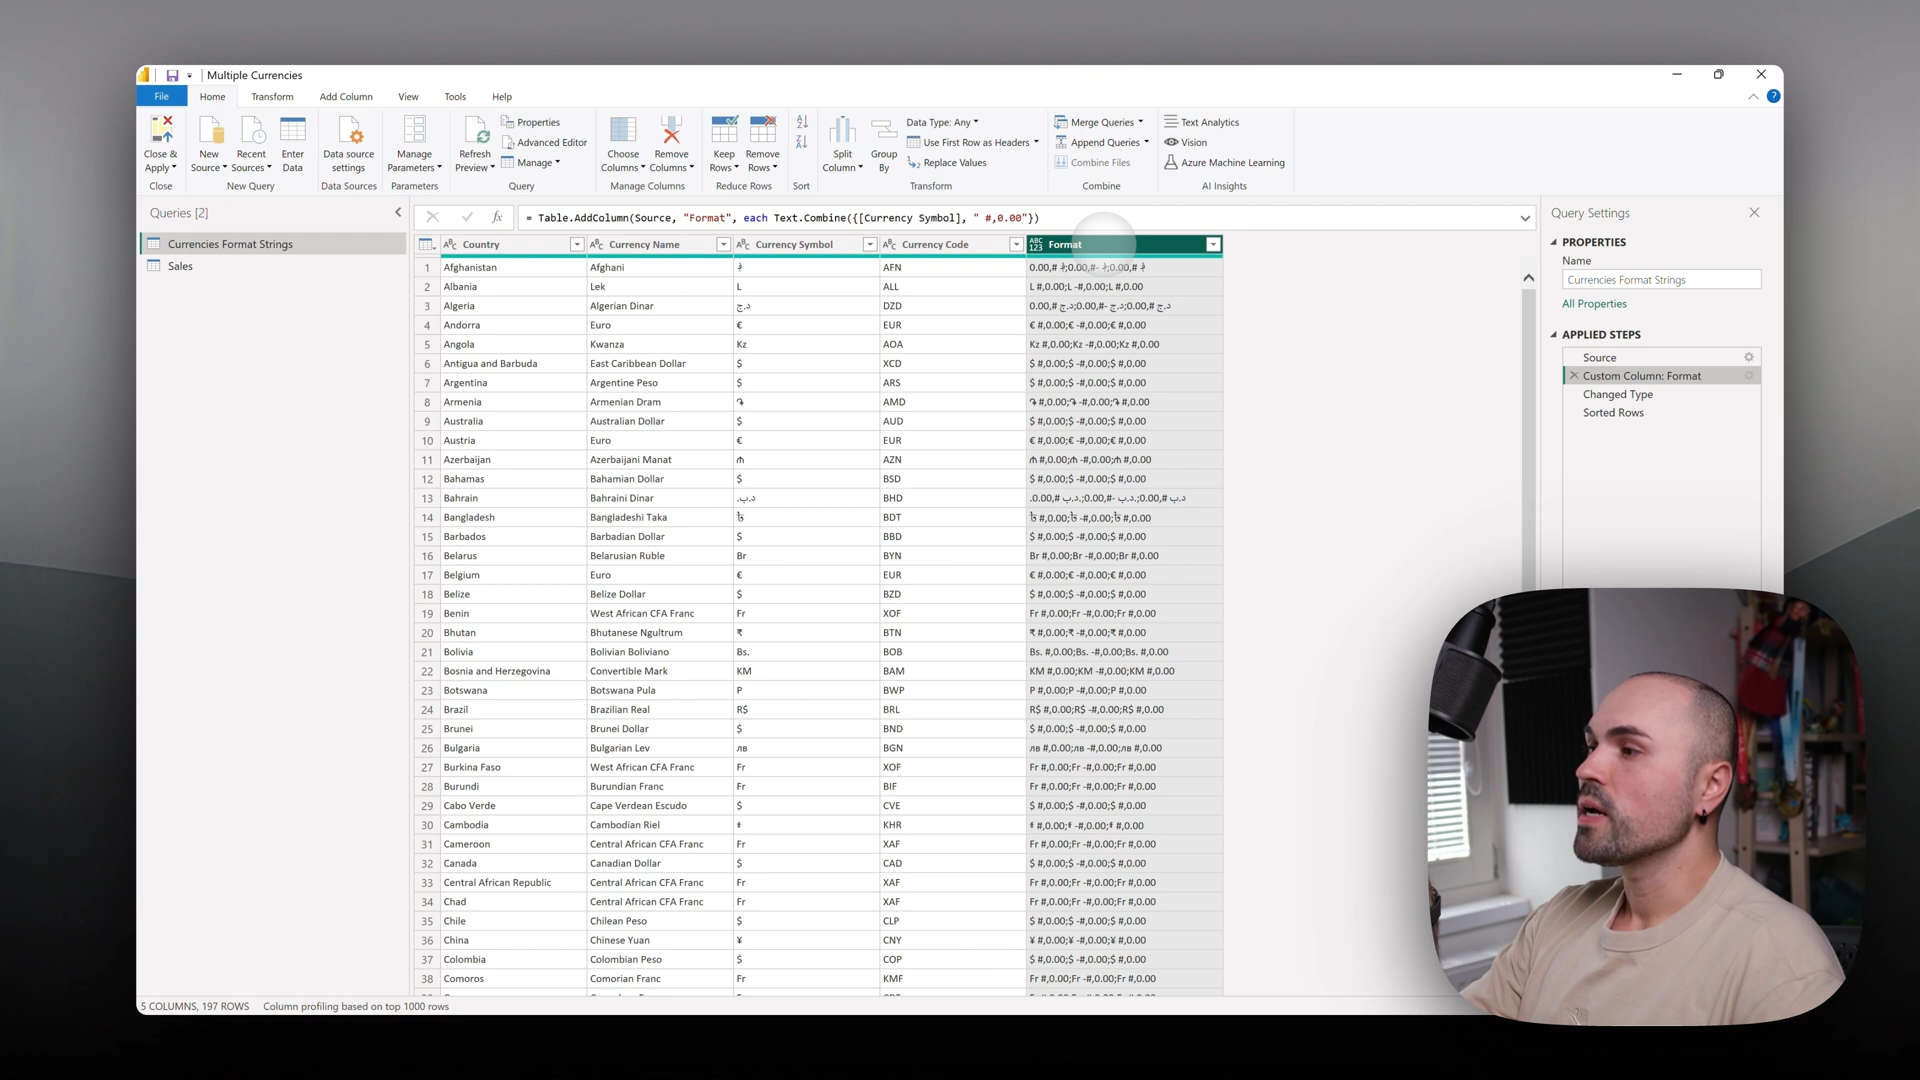 Multiple Currencies
File Home Transform Add Column View Tools Help
Close & Apply
Close
New Source
Recent Sources
Enter Data
New Query
Data source settings
Data Sources
Manage Parameters
Parameters
Refresh Preview
Properties
Advanced Editor
Manage
Query
Choose Columns
Remove Columns
Manage Columns
Keep Rows
Remove Rows
Reduce Rows
Sort
Split Column
Group By
Data Type: Any
Use First Row as Headers
Replace Values
Transform
Merge Queries
Append Queries
Combine Files
Combine
Text Analytics
Vision
Azure Machine Learning
AI Insights
Queries [2]
Currencies Format Strings
Sales
fx = Table.AddColumn(Source, "Format", each Text.Combine({[Currency Symbol], " #,0.00"})
Country Currency Name Currency Symbol Currency Code Format
1 Afghanistan Afghani ؋ AFN
2 Albania Lek L ALL L #,0.00;L -#,0.00;L #,0.00
3 Algeria Algerian Dinar د.ج DZD
4 Andorra Euro € EUR € #,0.00;€ -#,0.00;€ #,0.00
5 Angola Kwanza Kz AOA Kz #,0.00;Kz -#,0.00;Kz #,0.00
6 Antigua and Barbuda East Caribbean Dollar $ XCD $ #,0.00;$ -#,0.00;$ #,0.00
7 Argentina Argentine Peso $ ARS $ #,0.00;$ -#,0.00;$ #,0.00
8 Armenia Armenian Dram ֏ AMD ֏ #,0.00;֏ -#,0.00;֏ #,0.00
9 Australia Australian Dollar $ AUD $ #,0.00;$ -#,0.00;$ #,0.00
10 Austria Euro € EUR € #,0.00;€ -#,0.00;€ #,0.00
11 Azerbaijan Azerbaijani Manat ₼ AZN ₼ #,0.00;₼ -#,0.00;₼ #,0.00
12 Bahamas Bahamian Dollar $ BSD $ #,0.00;$ -#,0.00;$ #,0.00
13 Bahrain Bahraini Dinar .د.ب BHD
14 Bangladesh Bangladeshi Taka ৳ BDT ৳ #,0.00;৳ -#,0.00;৳ #,0.00
15 Barbados Barbadian Dollar $ BBD $ #,0.00;$ -#,0.00;$ #,0.00
16 Belarus Belarusian Ruble Br BYN Br #,0.00;Br -#,0.00;Br #,0.00
17 Belgium Euro € EUR € #,0.00;€ -#,0.00;€ #,0.00
18 Belize Belize Dollar $ BZD $ #,0.00;$ -#,0.00;$ #,0.00
19 Benin West African CFA Franc Fr XOF Fr #,0.00;Fr -#,0.00;Fr #,0.00
20 Bhutan Bhutanese Ngultrum ₹ BTN ₹ #,0.00;₹ -#,0.00;₹ #,0.00
21 Bolivia Bolivian Boliviano Bs. BOB Bs. #,0.00;Bs. -#,0.00;Bs. #,0.00
22 Bosnia and Herzegovina Convertible Mark KM BAM KM #,0.00;KM -#,0.00;KM #,0.00
23 Botswana Botswana Pula P BWP P #,0.00;P -#,0.00;P #,0.00
24 Brazil Brazilian Real R$ BRL R$ #,0.00;R$ -#,0.00;R$ #,0.00
25 Brunei Brunei Dollar $ BND $ #,0.00;$ -#,0.00;$ #,0.00
26 Bulgaria Bulgarian Lev лв BGN лв #,0.00;лв -#,0.00;лв #,0.00
27 Burkina Faso West African CFA Franc Fr XOF Fr #,0.00;Fr -#,0.00;Fr #,0.00
28 Burundi Burundian Franc Fr BIF Fr #,0.00;Fr -#,0.00;Fr #,0.00
29 Cabo Verde Cape Verdean Escudo $ CVE $ #,0.00;$ -#,0.00;$ #,0.00
30 Cambodia Cambodian Riel ៛ KHR ៛ #,0.00;៛ -#,0.00;៛ #,0.00
31 Cameroon Central African CFA Franc Fr XAF Fr #,0.00;Fr -#,0.00;Fr #,0.00
32 Canada Canadian Dollar $ CAD $ #,0.00;$ -#,0.00;$ #,0.00
33 Central African Republic Central African CFA Franc Fr XAF Fr #,0.00;Fr -#,0.00;Fr #,0.00
34 Chad Central African CFA Franc Fr XAF Fr #,0.00;Fr -#,0.00;Fr #,0.00
35 Chile Chilean Peso $ CLP $ #,0.00;$ -#,0.00;$ #,0.00
36 China Chinese Yuan ¥ CNY ¥ #,0.00;¥ -#,0.00;¥ #,0.00
37 Colombia Colombian Peso $ COP $ #,0.00;$ -#,0.00;$ #,0.00
38 Comoros Comorian Franc Fr KMF Fr #,0.00;Fr -#,0.00;Fr #,0.00
5 COLUMNS, 197 ROWS Column profiling based on top 1000 rows
Query Settings
PROPERTIES
Name
Currencies Format Strings
All Properties
APPLIED STEPS
Source
Custom Column: Format
Changed Type
Sorted Rows